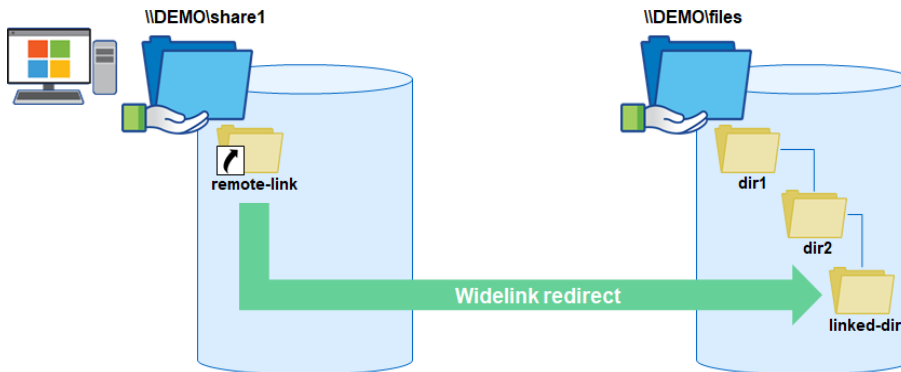 \\DEMO\share1
\\DEMO\files
remote-link
dir1
dir2
Widelink redirect
linked-dir